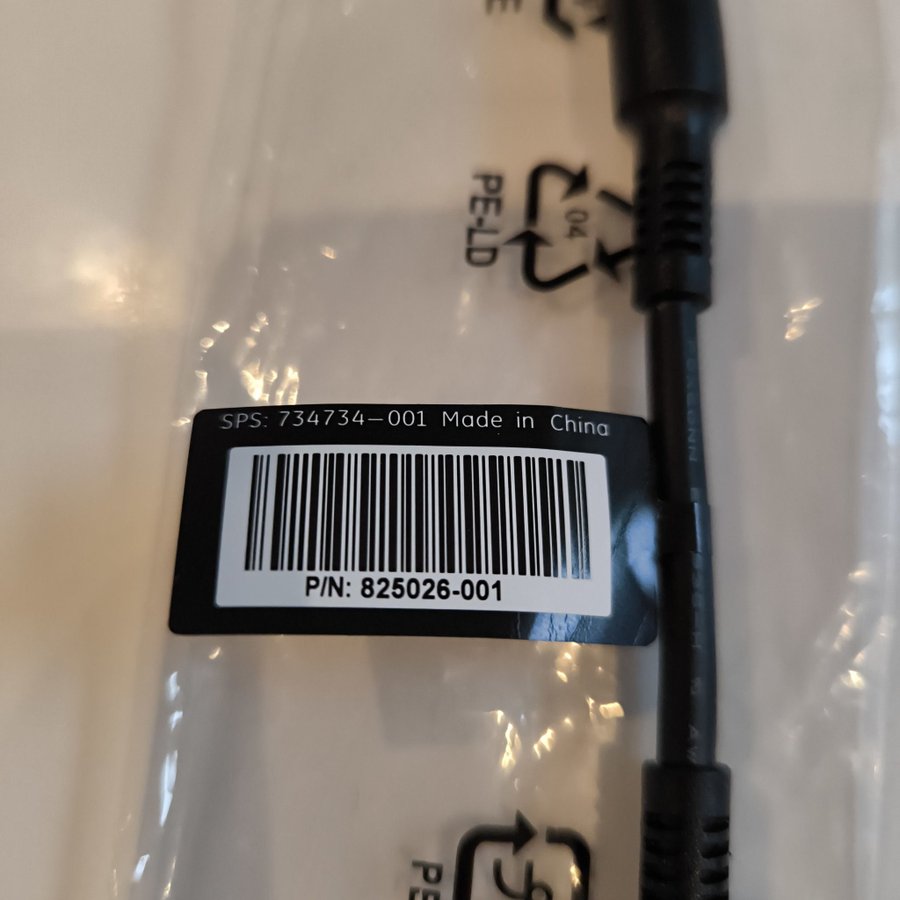 PE-LD
04
SPS: 734734-001 Made in China
P/N: 825026-001